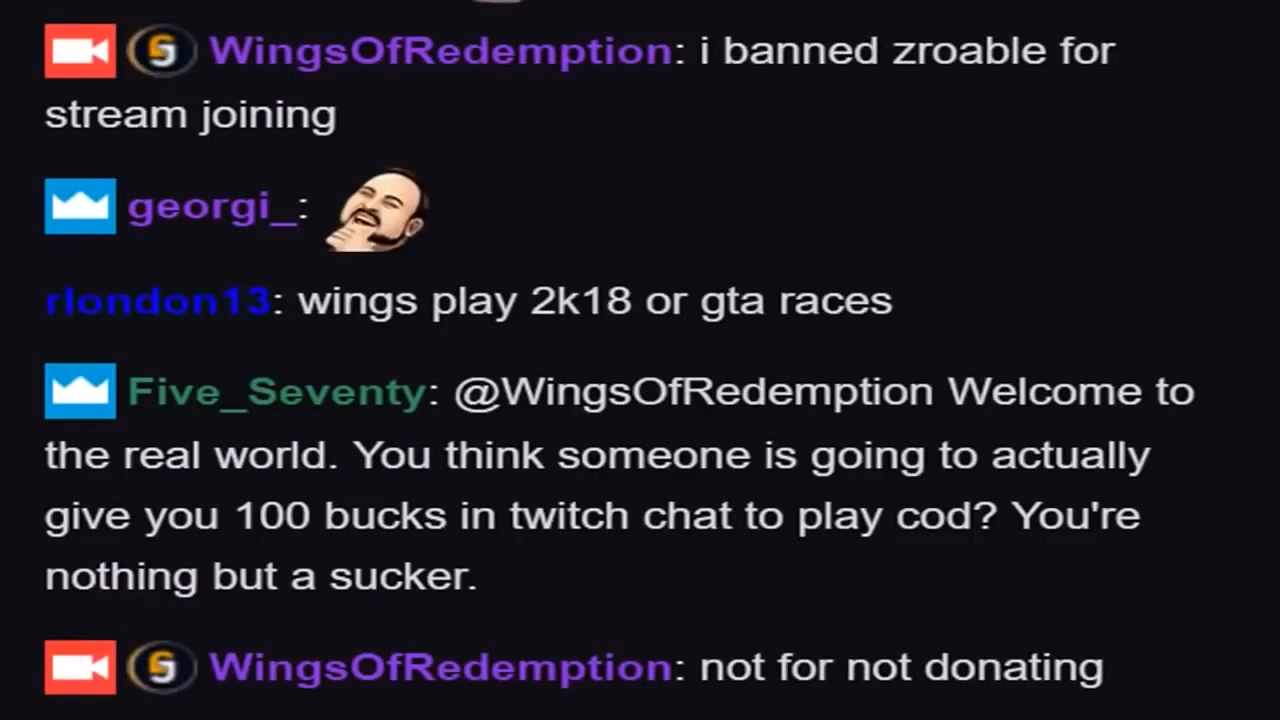 WingsOfRedemption: i banned zroable for
stream joining
georgi_:
rlondon13: wings play 2k18 or gta races
Five_Seventy: @WingsOfRedemption Welcome to
the real world. You think someone is going to actually
give you 100 bucks in twitch chat to play cod? You're
nothing but a sucker.
WingsOfRedemption: not for not donating